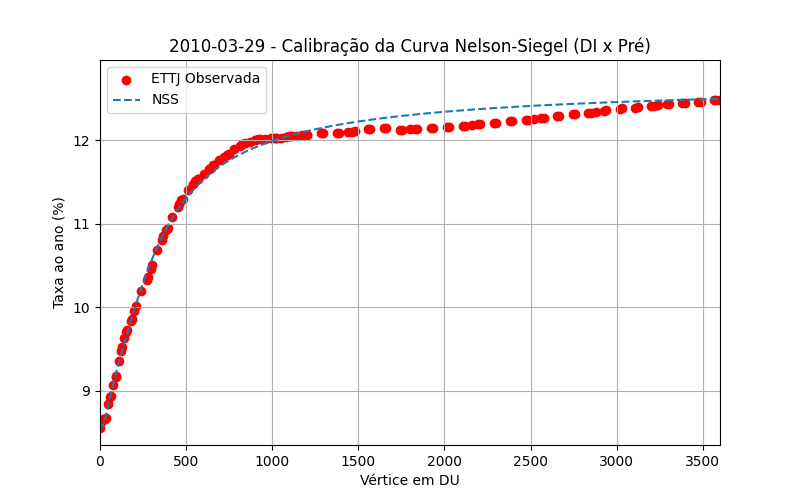 2010-03-29 - Calibração da Curva Nelson-Siegel (DI x Pré)
ETTJ Observada
NSS
Taxa ao ano (%)
12
11
10
9
0 500 1000 1500 2000 2500 3000 3500
Vértice em DU